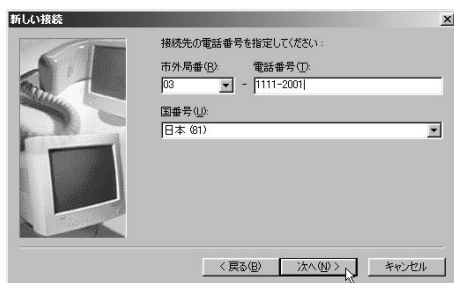 新しい接続
接続先の電話番号を指定してください:
市外局番(R): 電話番号(T):
03 - 1111-2001
国番号(U):
日本 (81)
< 戻る(B) 次へ(N) > キャンセル